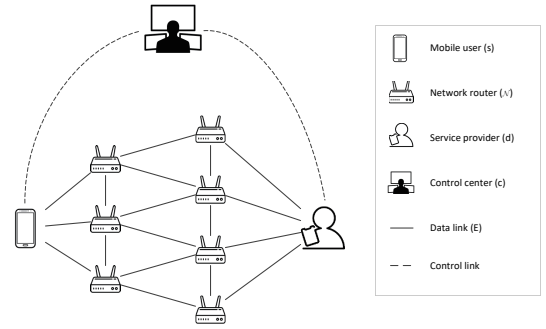 Mobile user (s)
Network router (𝒩)
Service provider (d)
Control center (c)
Data link (E)
Control link